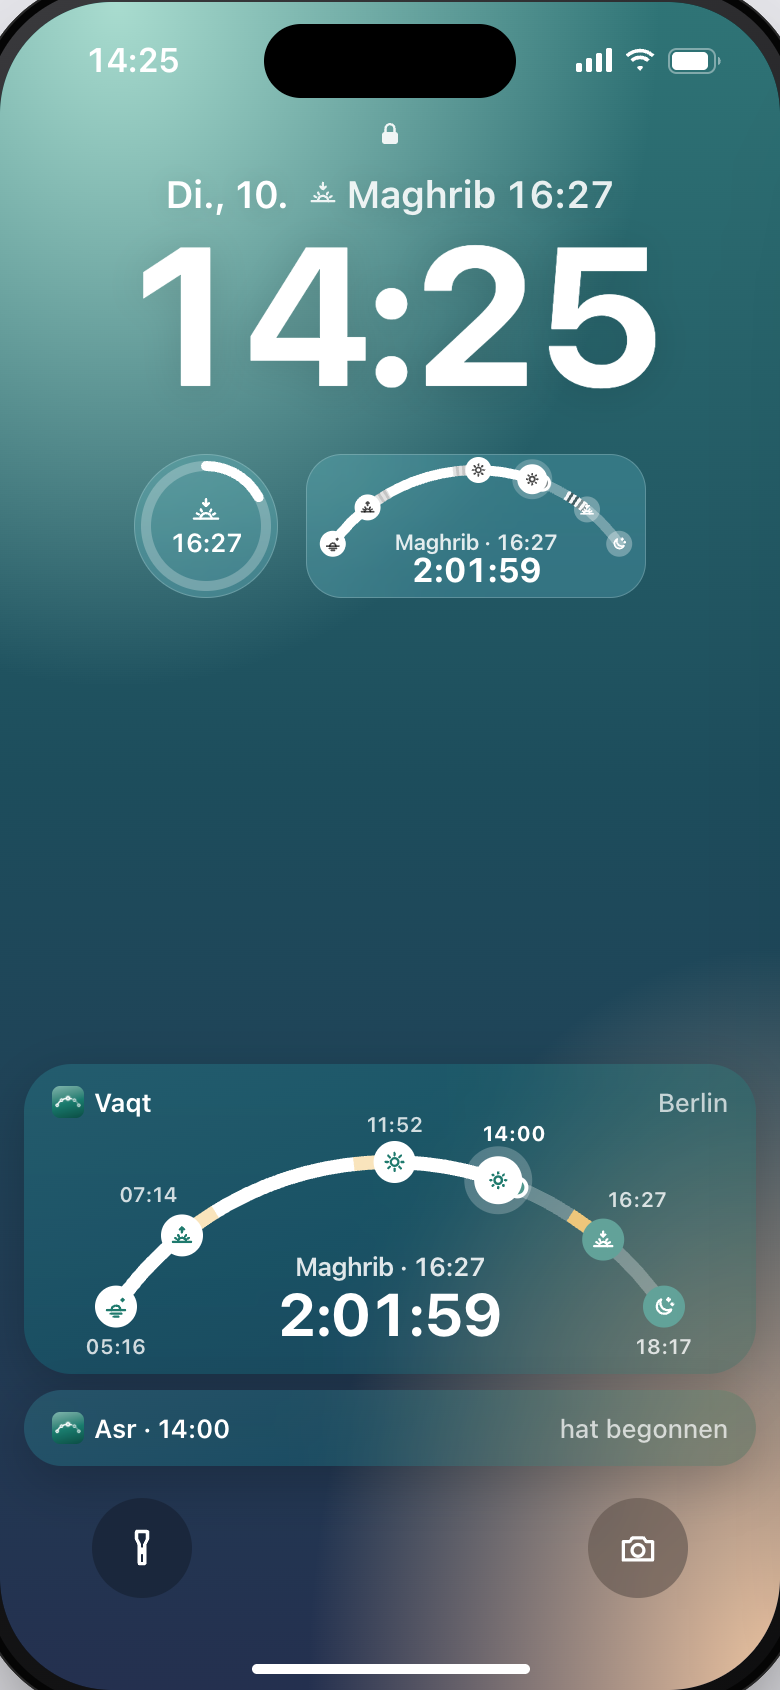 14:25
Di., 10. Maghrib 16:27
14:25
16:27
Maghrib · 16:27
2:01:59
Vaqt
Berlin
11:52
14:00
07:14
16:27
Maghrib · 16:27
2:01:59
05:16
18:17
Asr · 14:00
hat begonnen